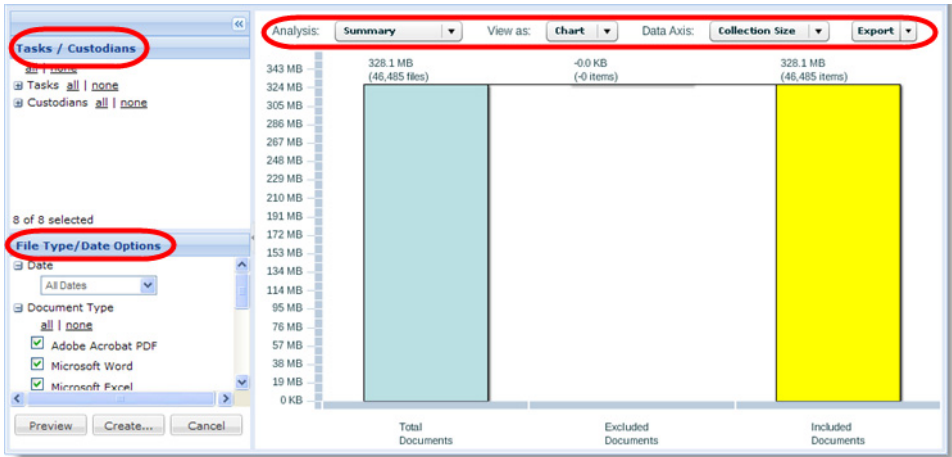 «
Tasks / Custodians
all | none
Tasks all | none
Custodians all | none
8 of 8 selected
File Type/Date Options
Date
All Dates
Document Type
all | none
Adobe Acrobat PDF
Microsoft Word
Microsoft Excel
Preview Create... Cancel
Analysis: Summary View as: Chart Data Axis: Collection Size Export
343 MB
324 MB
305 MB
286 MB
267 MB
248 MB
229 MB
210 MB
191 MB
172 MB
153 MB
134 MB
114 MB
95 MB
76 MB
57 MB
38 MB
19 MB
0 KB
328.1 MB
(46,485 files)
-0.0 KB
(-0 items)
328.1 MB
(46,485 items)
Total
Documents
Excluded
Documents
Included
Documents